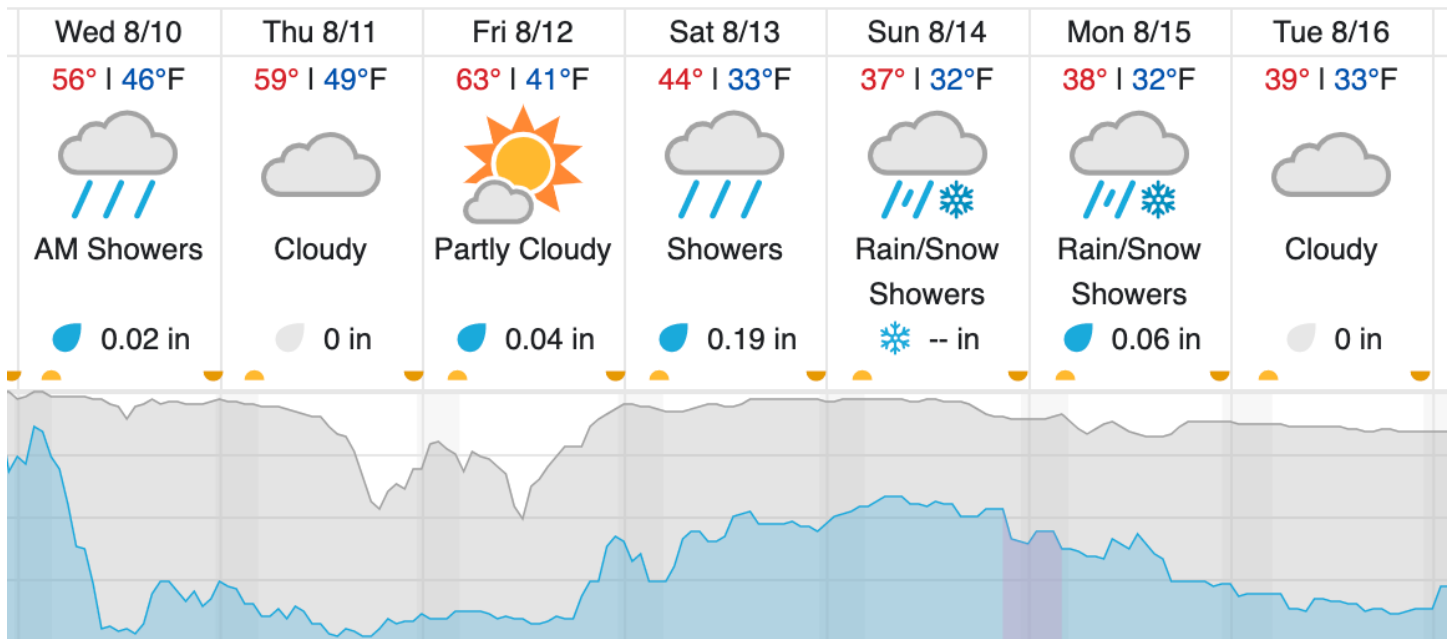 Wed 8/10
56° | 46°F
AM Showers
0.02 in
Thu 8/11
59° | 49°F
Cloudy
0 in
Fri 8/12
63° | 41°F
Partly Cloudy
0.04 in
Sat 8/13
44° | 33°F
Showers
0.19 in
Sun 8/14
37° | 32°F
Rain/Snow
Showers
-- in
Mon 8/15
38° | 32°F
Rain/Snow
Showers
0.06 in
Tue 8/16
39° | 33°F
Cloudy
0 in